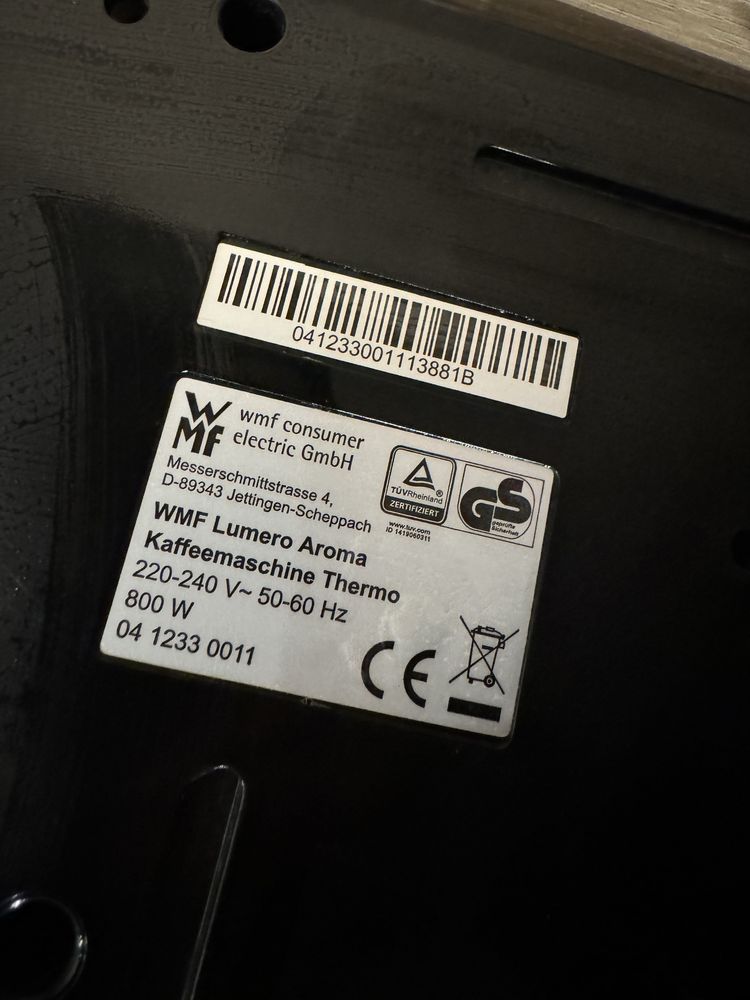 041233001113881B
WMF
wmf consumer
electric GmbH
Messerschmittstrasse 4,
D-89343 Jettingen-Scheppach
TÜVRheinland®
ZERTIFIZIERT
www.tuv.com
ID 1419060311
GS
geprüfte
Sicherheit
WMF Lumero Aroma
Kaffeemaschine Thermo
220-240 V~ 50-60 Hz
800 W
04 1233 0011
CE